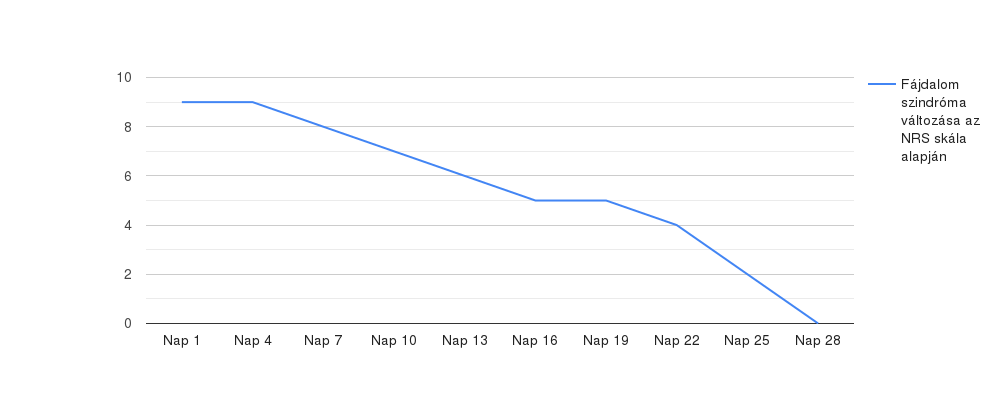 10
8
6
4
2
0
Nap 1 Nap 4 Nap 7 Nap 10 Nap 13 Nap 16 Nap 19 Nap 22 Nap 25 Nap 28
Fájdalom
szindróma
változása az
NRS skála
alapján